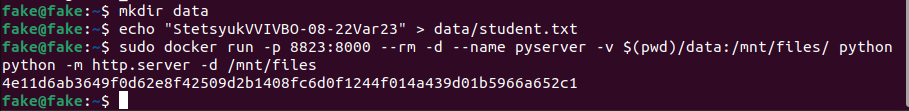 fake@fake:~$ mkdir data
fake@fake:~$ echo "StetsyukVVIVBO-08-22Var23" > data/student.txt
fake@fake:~$ sudo docker run -p 8823:8000 --rm -d --name pyserver -v $(pwd)/data:/mnt/files/ python
python -m http.server -d /mnt/files
4e11d6ab3649f0d62e8f42509d2b1408fc6d0f1244f014a439d01b5966a652c1
fake@fake:~$